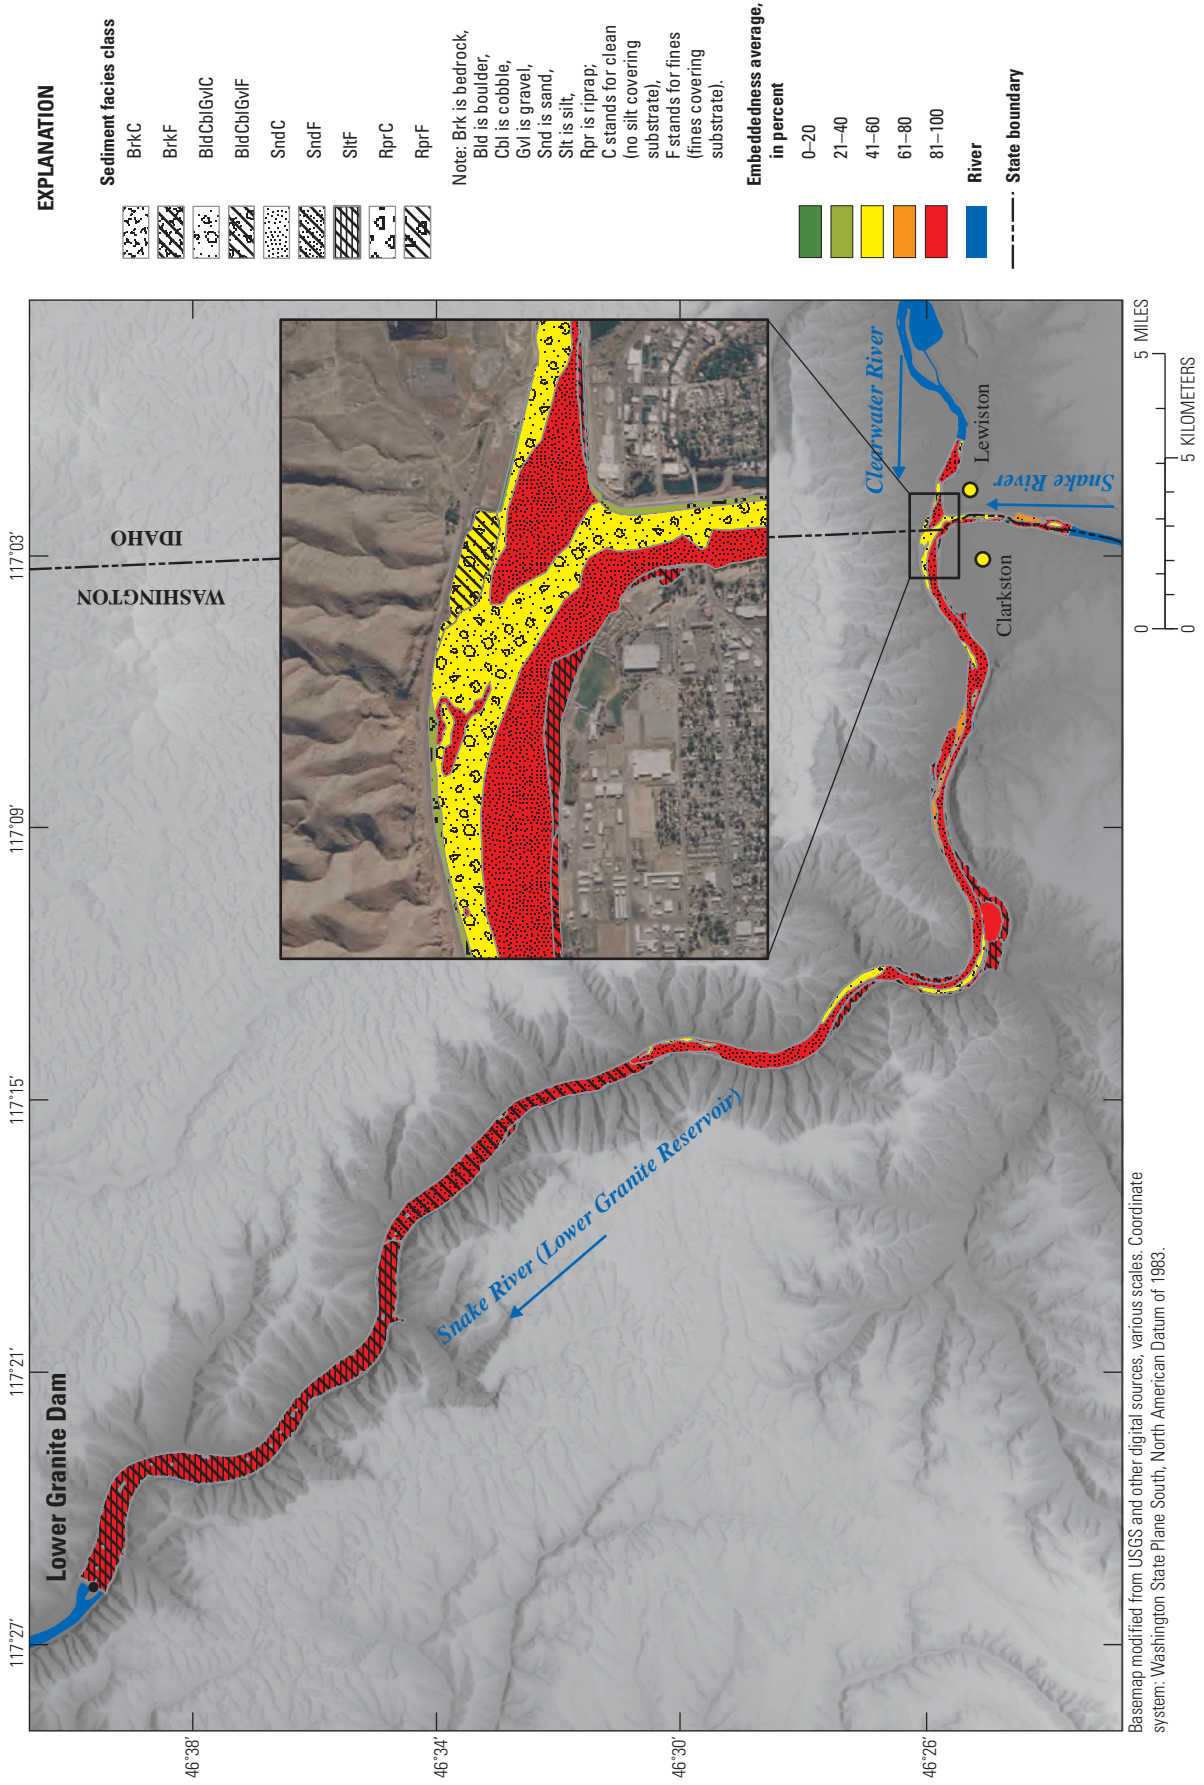 EXPLANATION
Sediment facies class
BrkC
BrkF
BldCblGvlC
BldCblGvlF
SndC
SndF
SltF
RprC
RprF
Note: Brk is bedrock,
Bld is boulder,
Cbl is cobble,
Gvl is gravel,
Snd is sand,
Slt is silt,
Rpr is riprap;
C stands for clean
(no silt covering
substrate),
F stands for fines
(fines covering
substrate).
Embeddedness average,
in percent
0–20
21–40
41–60
61–80
81–100
River
State boundary
117°27′
117°21′
117°15′
117°09′
117°03′
46°38′
46°34′
46°30′
46°26′
Lower Granite Dam
WASHINGTON
IDAHO
Snake River (Lower Granite Reservoir)
Clearwater River
Snake River
Lewiston
Clarkston
0
5 MILES
0
5 KILOMETERS
Basemap modified from USGS and other digital sources, various scales. Coordinate
system: Washington State Plane South, North American Datum of 1983.